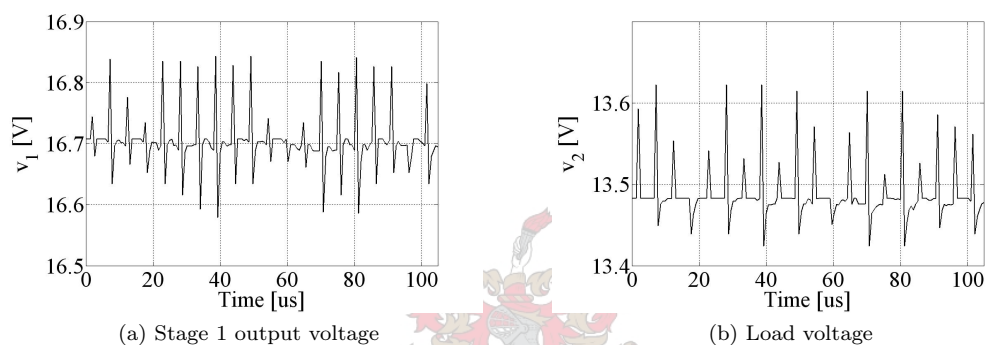 16.9
16.8
16.7
16.6
16.5
v1 [V]
0 20 40 60 80 100
Time [us]
(a) Stage 1 output voltage
13.6
13.5
13.4
v2 [V]
0 20 40 60 80 100
Time [us]
(b) Load voltage